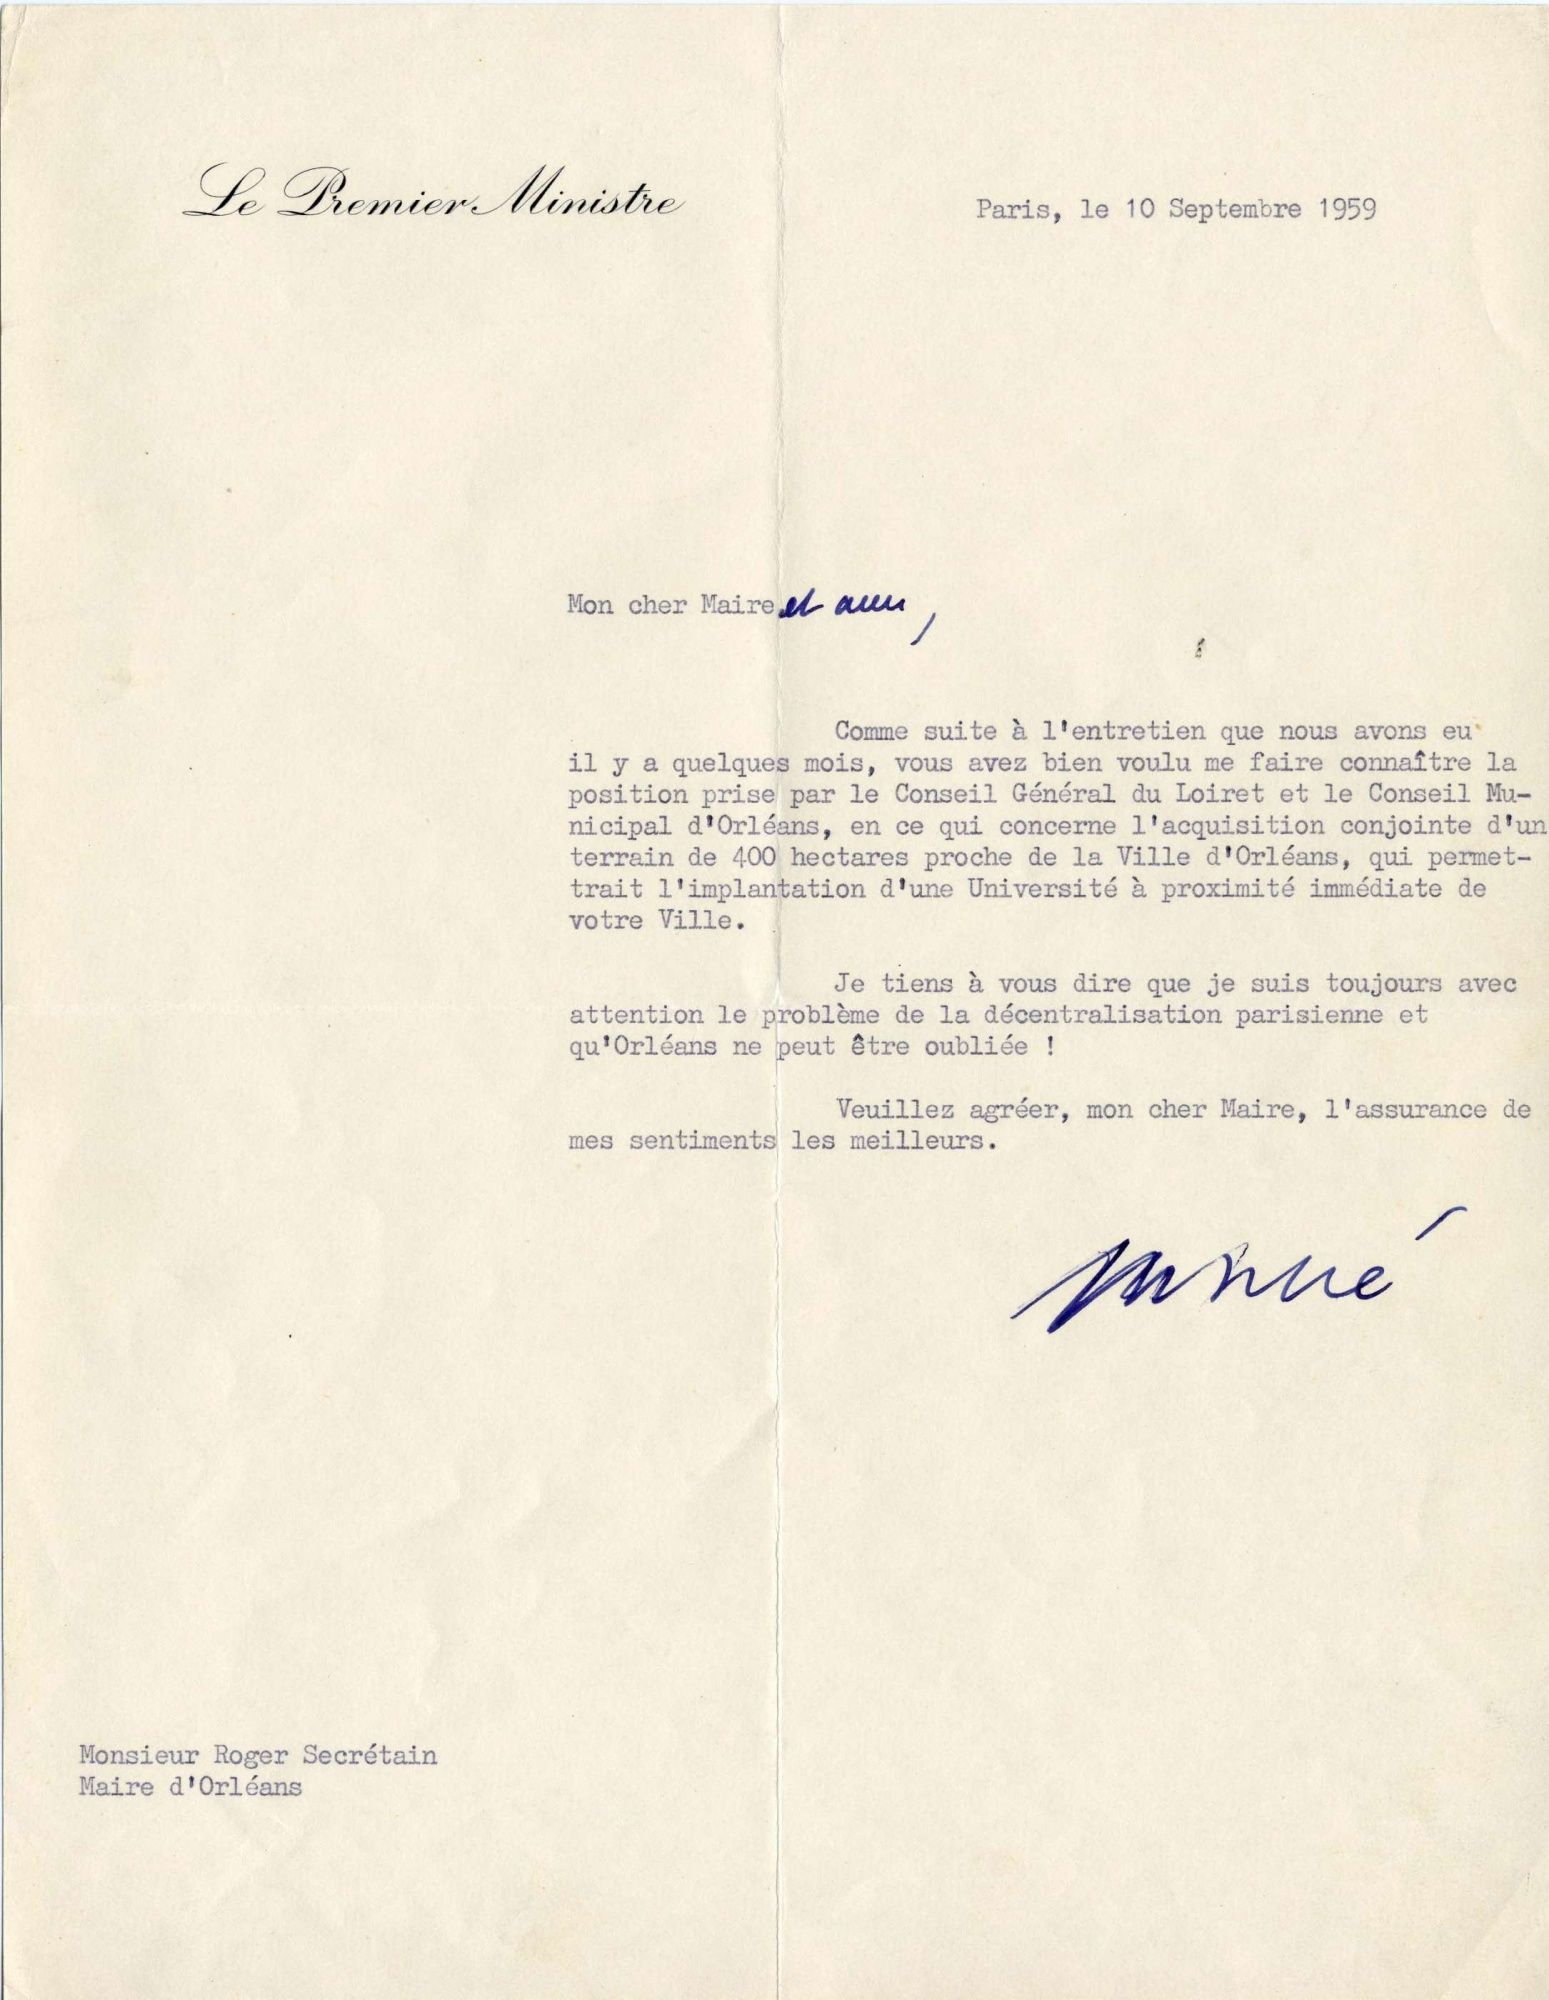 Le Premier Ministre
Paris, le 10 Septembre 1959
Mon cher Maire et ami,
Comme suite à l'entretien que nous avons eu
il y a quelques mois, vous avez bien voulu me faire connaître la
position prise par le Conseil Général du Loiret et le Conseil Mu-
nicipal d'Orléans, en ce qui concerne l'acquisition conjointe d'un
terrain de 400 hectares proche de la Ville d'Orléans, qui permet-
trait l'implantation d'une Université à proximité immédiate de
votre Ville.
Je tiens à vous dire que je suis toujours avec
attention le problème de la décentralisation parisienne et
qu'Orléans ne peut être oubliée !
Veuillez agréer, mon cher Maire, l'assurance de
mes sentiments les meilleurs.
Monsieur Roger Secrétain
Maire d'Orléans